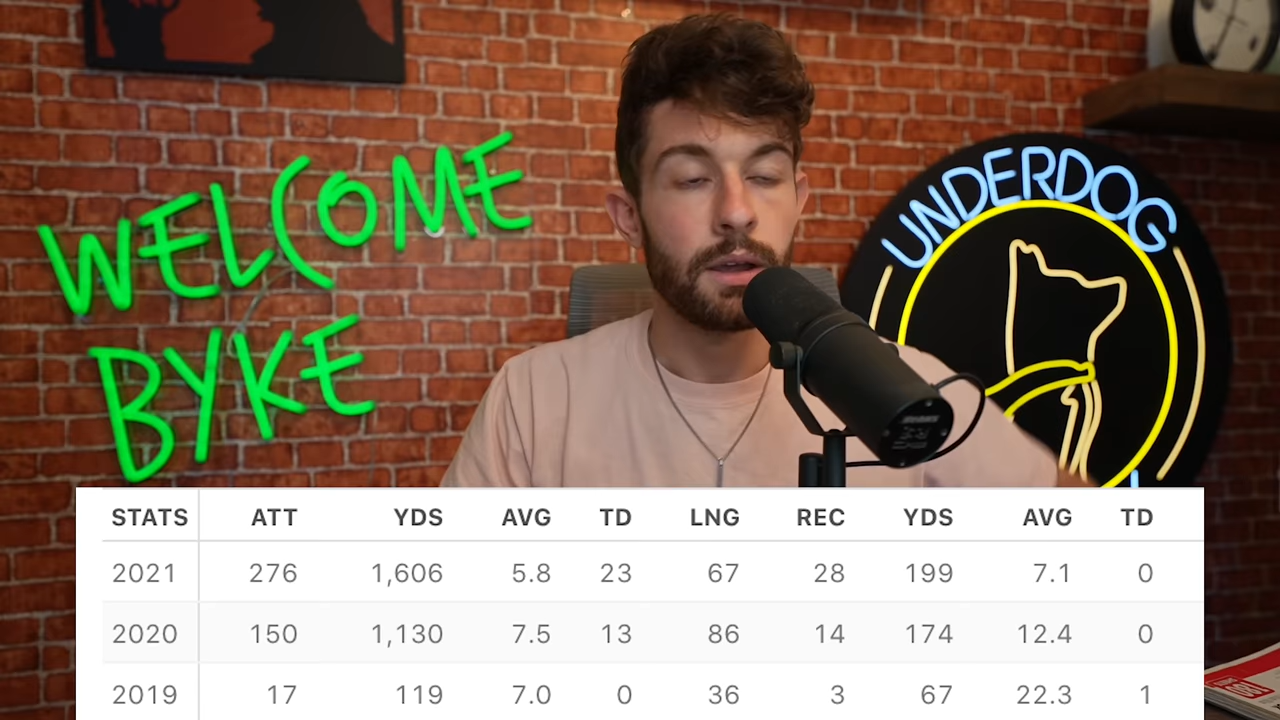 WELCOME
BYKE
UNDERDOG
STATS ATT YDS AVG TD LNG REC YDS AVG TD
2021 276 1,606 5.8 23 67 28 199 7.1 0
2020 150 1,130 7.5 13 86 14 174 12.4 0
2019 17 119 7.0 0 36 3 67 22.3 1